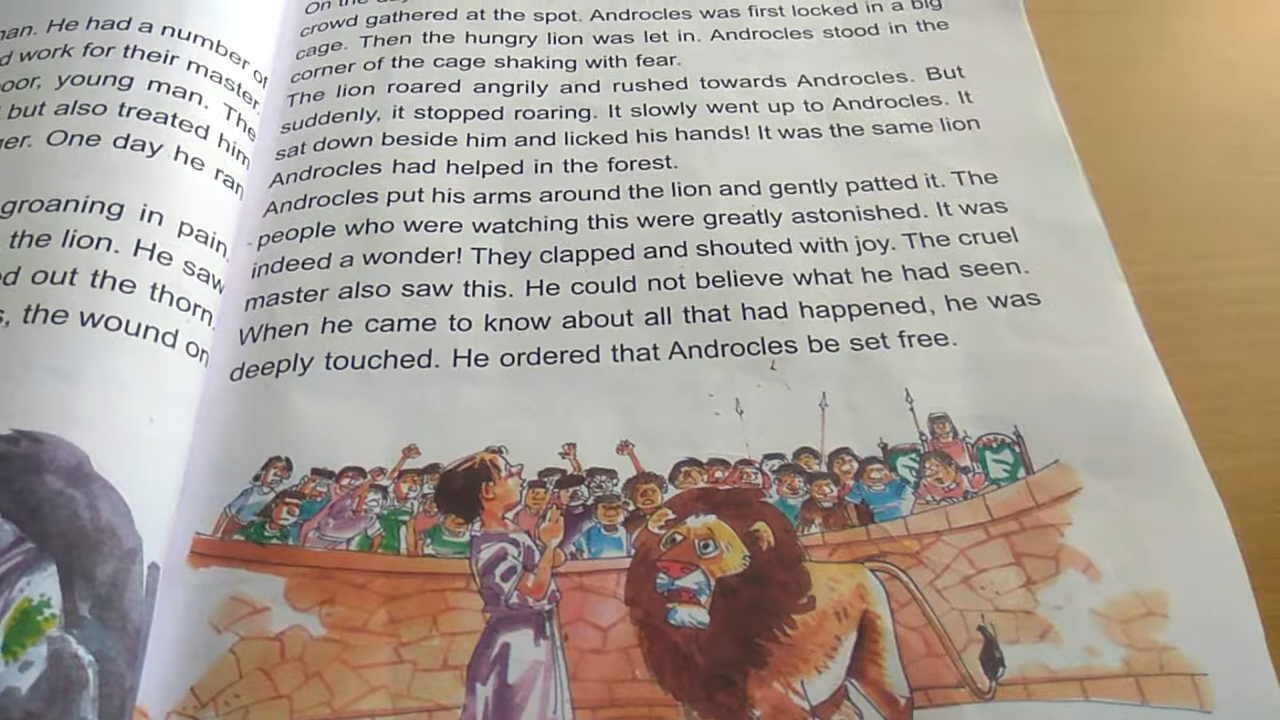 man. He had a number of
d work for their master.
oor, young man. The
but also treated him
er. One day he ran
groaning in pain.
the lion. He saw
d out the thorn.
s, the wound on
On the
crowd gathered at the spot. Androcles was first locked in a big
cage. Then the hungry lion was let in. Androcles stood in the
corner of the cage shaking with fear.
The lion roared angrily and rushed towards Androcles. But
suddenly, it stopped roaring. It slowly went up to Androcles. It
sat down beside him and licked his hands! It was the same lion
Androcles had helped in the forest.
Androcles put his arms around the lion and gently patted it. The
people who were watching this were greatly astonished. It was
indeed a wonder! They clapped and shouted with joy. The cruel
master also saw this. He could not believe what he had seen.
When he came to know about all that had happened, he was
deeply touched. He ordered that Androcles be set free.